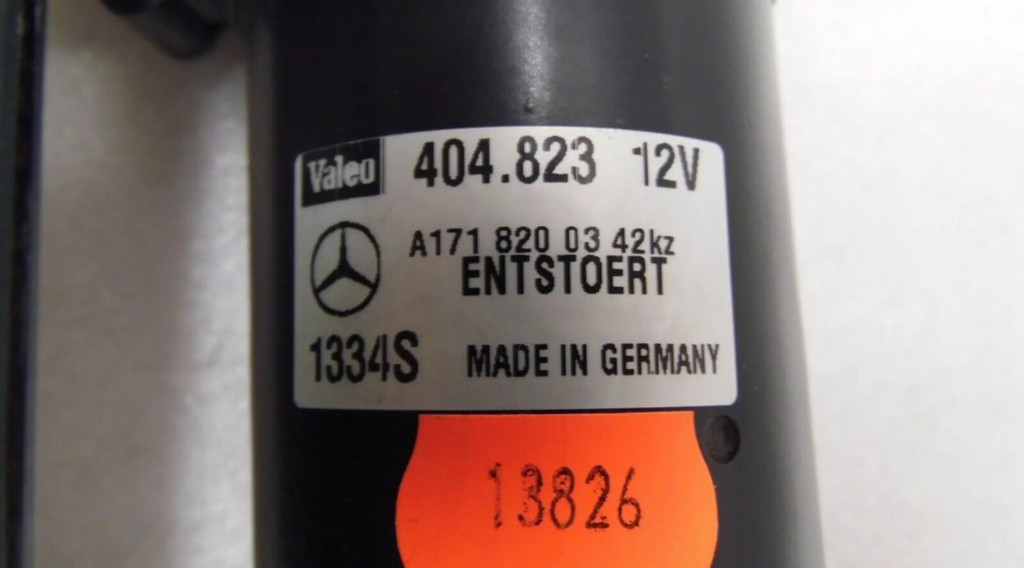 Valeo 404.823 12V
A171 820 03 42kz
ENTSTOERT
1334S MADE IN GERMANY
13826